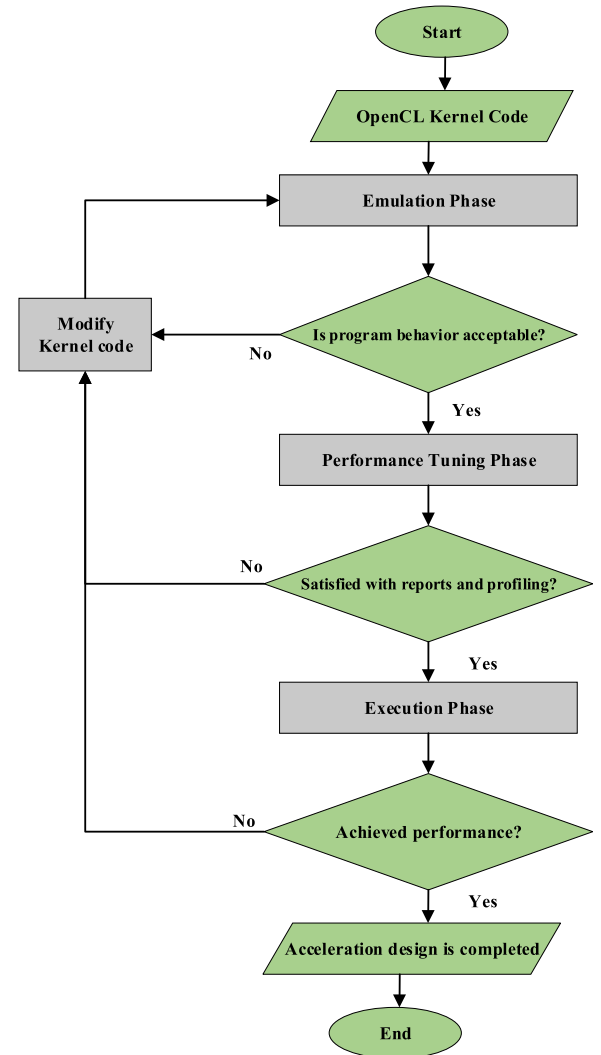 Start
OpenCL Kernel Code
Emulation Phase
Modify
Kernel code
Is program behavior acceptable?
No
Yes
Performance Tuning Phase
No
Satisfied with reports and profiling?
Yes
Execution Phase
No
Achieved performance?
Yes
Acceleration design is completed
End